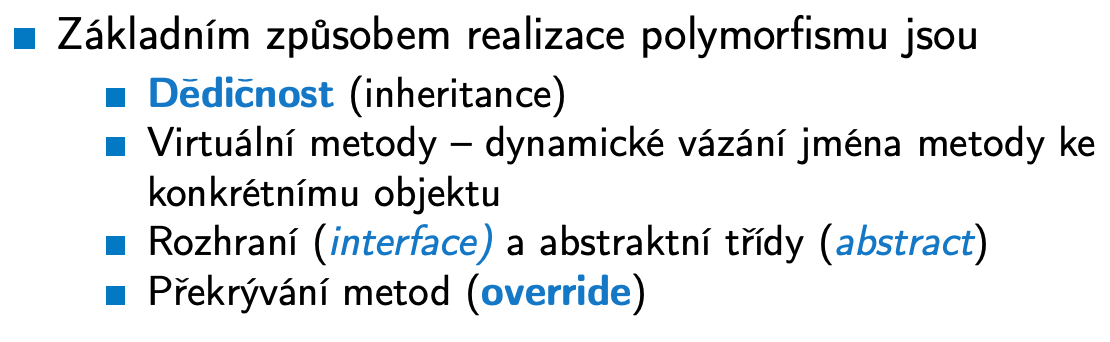 Základním způsobem realizace polymorfismu jsou
Dědičnost (inheritance)
Virtuální metody – dynamické vázání jména metody ke
konkrétnímu objektu
Rozhraní (interface) a abstraktní třídy (abstract)
Překrývání metod (override)